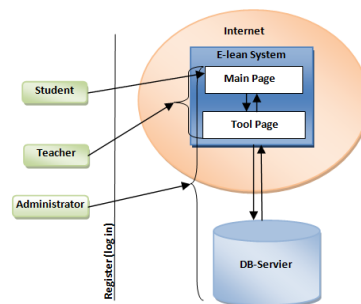 Internet
E-lean System
Main Page
Student
Tool Page
Teacher
Administrator
Register (log in)
DB-Servier